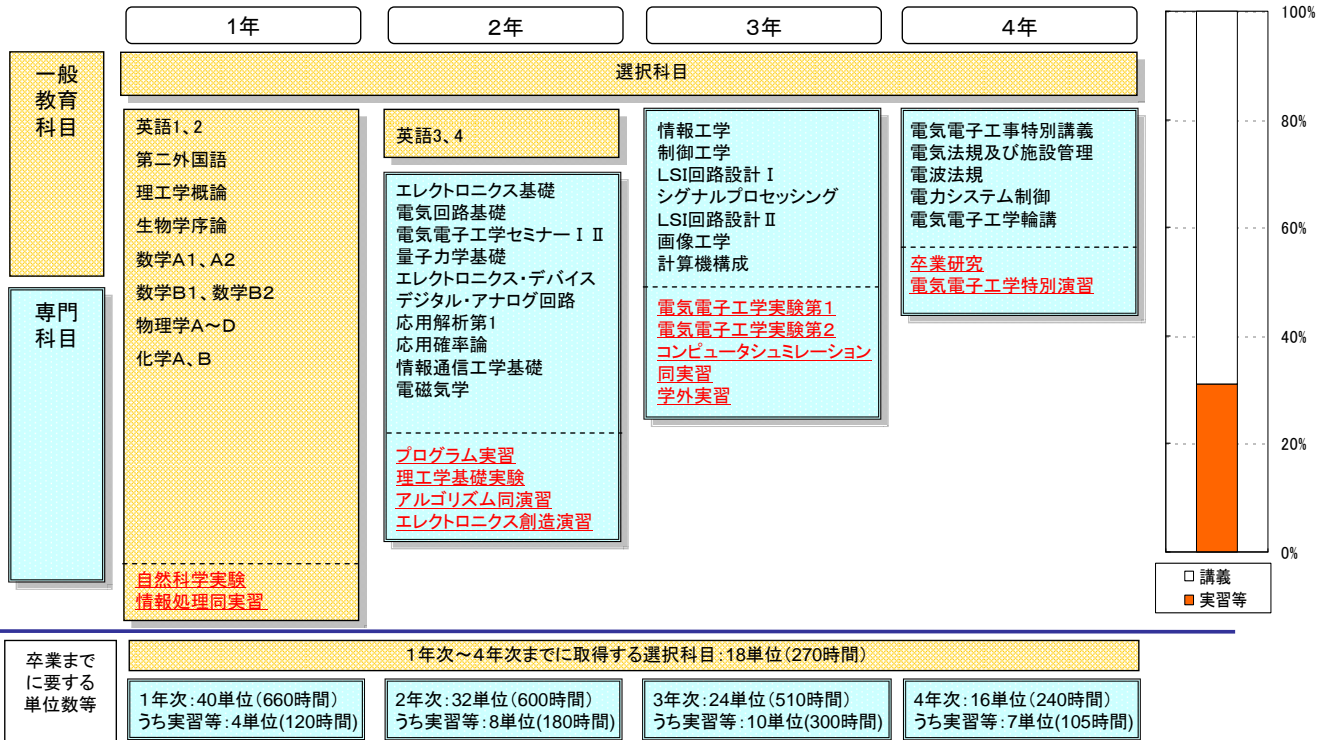 1年
2年
3年
4年
一般
教育
科目
専門
科目
選択科目
英語1、2
第二外国語
理工学概論
生物学序論
数学A1、A2
数学B1、数学B2
物理学A～D
化学A、B
自然科学実験
情報処理同実習
英語3、4
エレクトロニクス基礎
電気回路基礎
電気電子工学セミナーⅠⅡ
量子力学基礎
エレクトロニクス・デバイス
デジタル・アナログ回路
応用解析第1
応用確率論
情報通信工学基礎
電磁気学
プログラム実習
理工学基礎実験
アルゴリズム同演習
エレクトロニクス創造演習
情報工学
制御工学
LSI回路設計Ⅰ
シグナルプロセッシング
LSI回路設計Ⅱ
画像工学
計算機構成
電気電子工学実験第1
電気電子工学実験第2
コンピュータシュミレーション
同実習
学外実習
電気電子工事特別講義
電気法規及び施設管理
電波法規
電力システム制御
電気電子工学輪講
卒業研究
電気電子工学特別演習
100%
80%
60%
40%
20%
0%
講義
実習等
卒業まで
に要する
単位数等
1年次～4年次までに取得する選択科目：18単位（270時間）
1年次：40単位（660時間）
うち実習等：4単位(120時間)
2年次：32単位（600時間）
うち実習等：8単位(180時間)
3年次：24単位（510時間）
うち実習等：10単位(300時間)
4年次：16単位（240時間）
うち実習等：7単位(105時間)